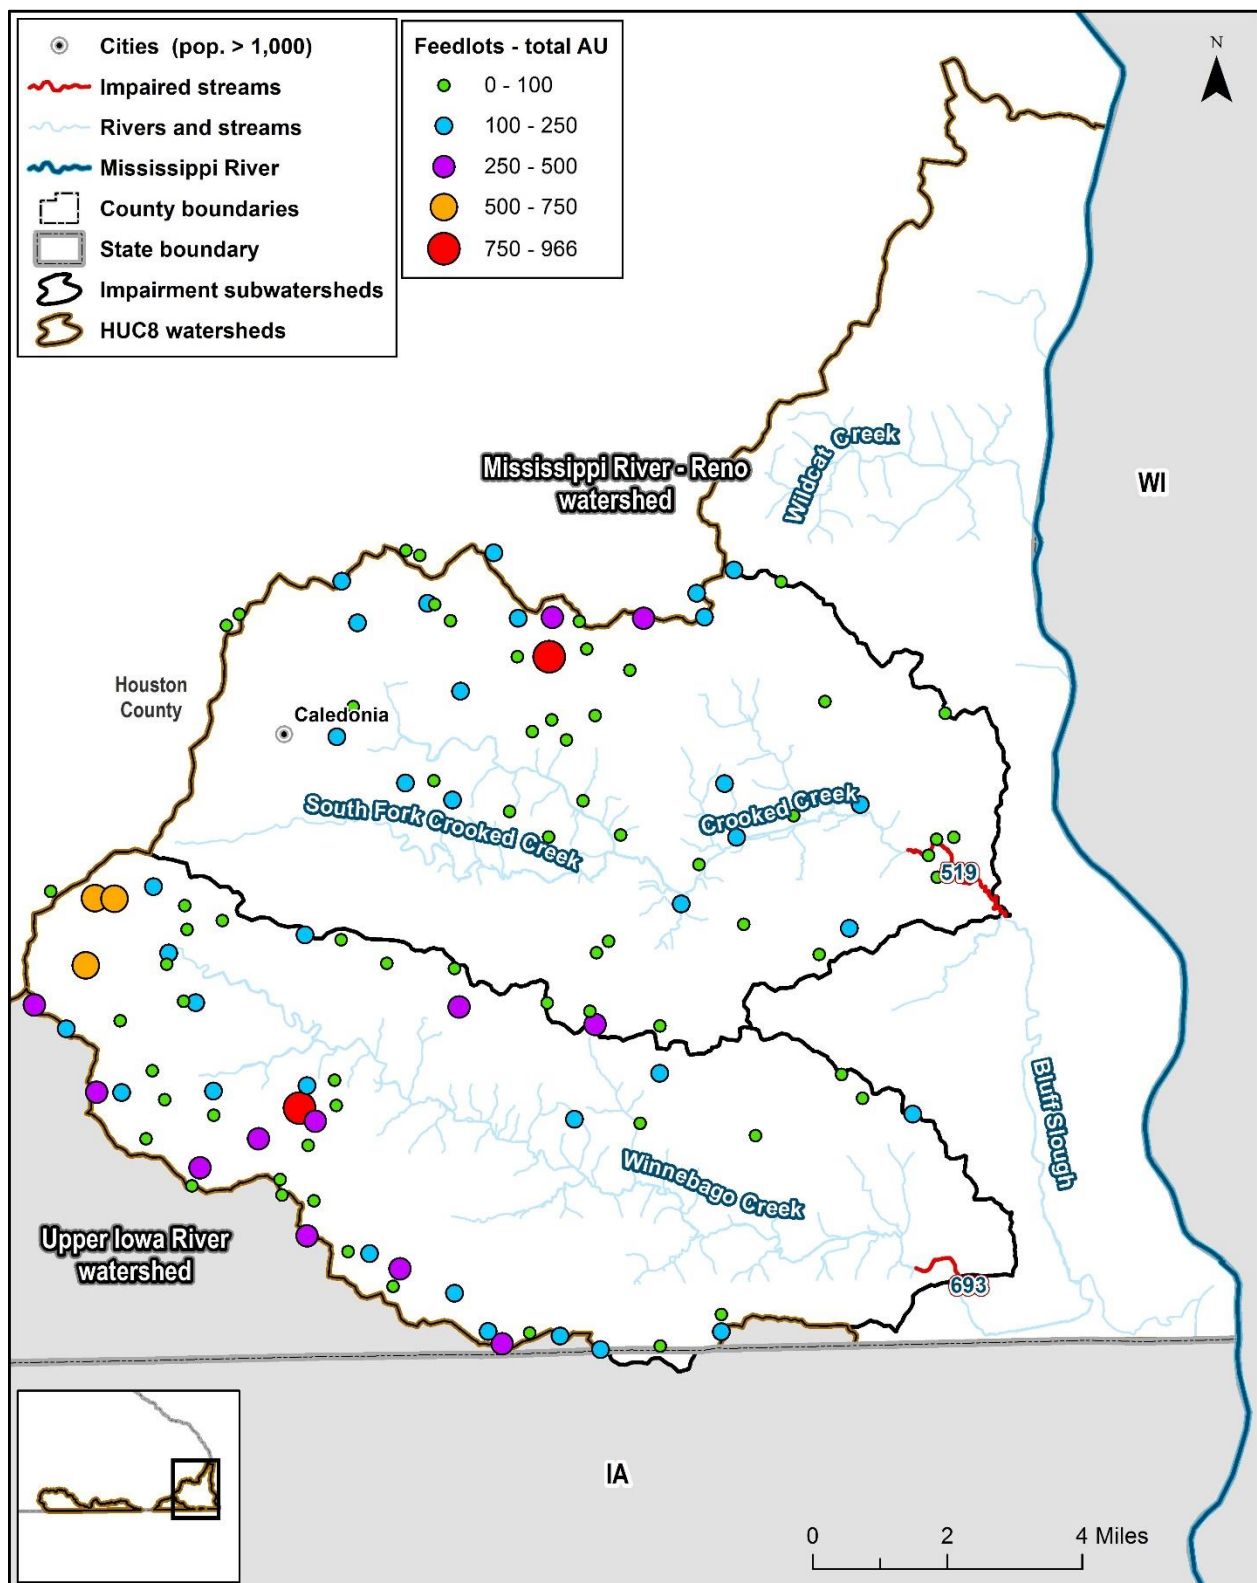 Cities (pop. > 1,000)
Impaired streams
Rivers and streams
Mississippi River
County boundaries
State boundary
Impairment subwatersheds
HUC8 watersheds
Feedlots - total AU
0 - 100
100 - 250
250 - 500
500 - 750
750 - 966
N
Wildcat Creek
Mississippi River - Reno
watershed
WI
Houston
County
Caledonia
South Fork Crooked Creek
Crooked Creek
519
Bluff Slough
Winnebago Creek
Upper Iowa River
watershed
693
IA
0 2 4 Miles